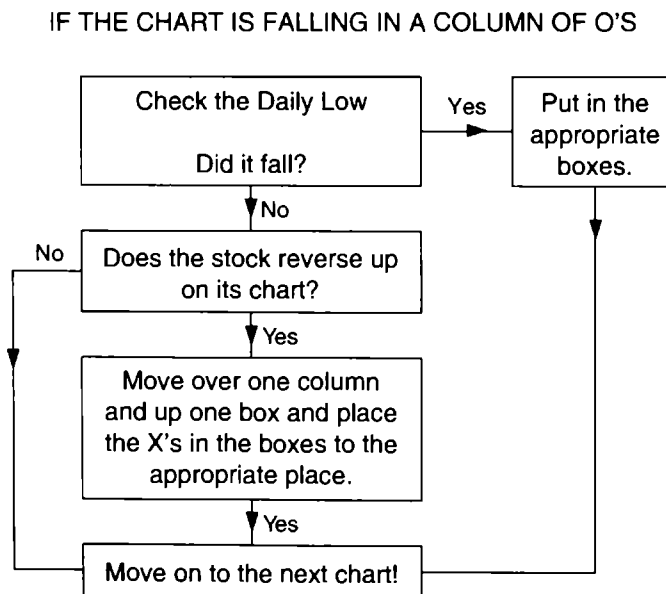 IF THE CHART IS FALLING IN A COLUMN OF O'S
Check the Daily Low
Did it fall?
Yes
Put in the
appropriate
boxes.
No
No
Does the stock reverse up
on its chart?
Yes
Move over one column
and up one box and place
the X's in the boxes to the
appropriate place.
Yes
Move on to the next chart!